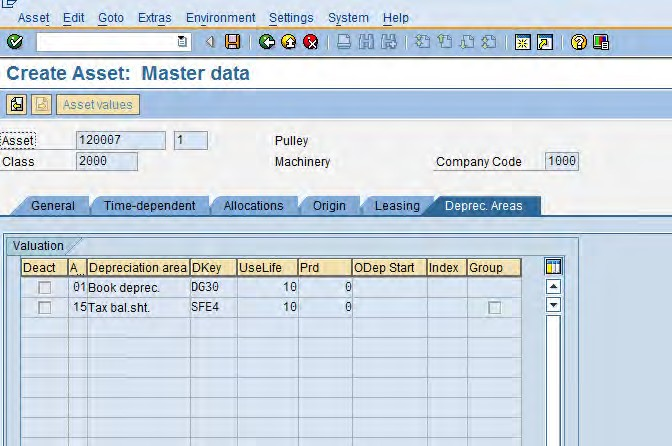 Asset Edit Goto Extras Environment Settings System Help
Create Asset: Master data
Asset values
Asset 120007 1 Pulley
Class 2000 Machinery Company Code 1000
General Time-dependent Allocations Origin Leasing Deprec. Areas
Valuation
Deact A.. Depreciation area DKey UseLife Prd ODep Start Index Group
01 Book deprec. DG30 10 0
15 Tax bal.sht. SFE4 10 0